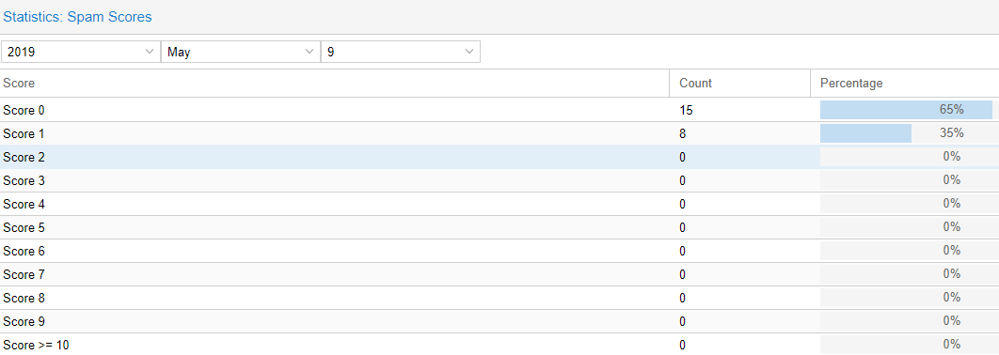 Statistics: Spam Scores
2019 May 9
Score Count Percentage
Score 0 15 65%
Score 1 8 35%
Score 2 0 0%
Score 3 0 0%
Score 4 0 0%
Score 5 0 0%
Score 6 0 0%
Score 7 0 0%
Score 8 0 0%
Score 9 0 0%
Score >= 10 0 0%